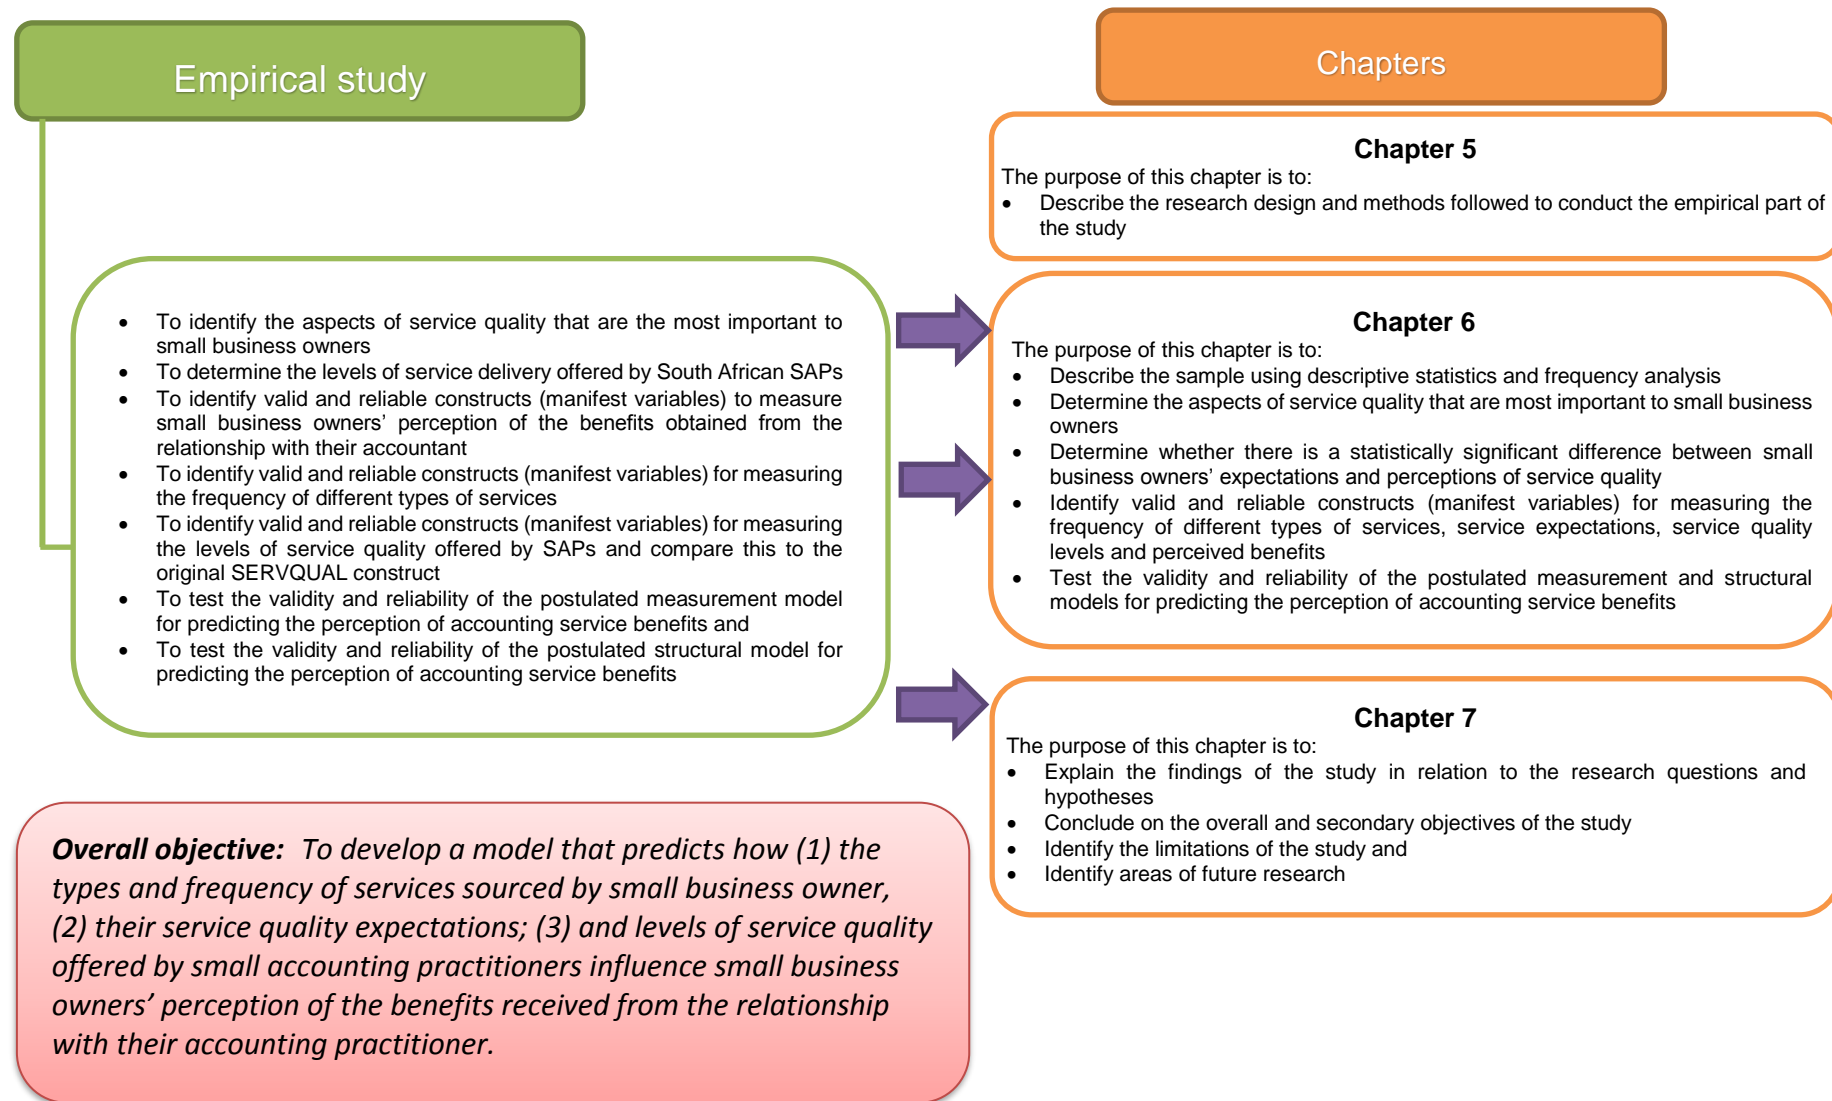 Empirical study
• To identify the aspects of service quality that are the most important to
small business owners
• To determine the levels of service delivery offered by South African SAPs
• To identify valid and reliable constructs (manifest variables) to measure
small business owners’ perception of the benefits obtained from the
relationship with their accountant
• To identify valid and reliable constructs (manifest variables) for measuring
the frequency of different types of services
• To identify valid and reliable constructs (manifest variables) for measuring
the levels of service quality offered by SAPs and compare this to the
original SERVQUAL construct
• To test the validity and reliability of the postulated measurement model
for predicting the perception of accounting service benefits and
• To test the validity and reliability of the postulated structural model for
predicting the perception of accounting service benefits
Overall objective: To develop a model that predicts how (1) the
types and frequency of services sourced by small business owner,
(2) their service quality expectations; (3) and levels of service quality
offered by small accounting practitioners influence small business
owners’ perception of the benefits received from the relationship
with their accounting practitioner.
Chapters
Chapter 5
The purpose of this chapter is to:
• Describe the research design and methods followed to conduct the empirical part of
the study
Chapter 6
The purpose of this chapter is to:
• Describe the sample using descriptive statistics and frequency analysis
• Determine the aspects of service quality that are most important to small business
owners
• Determine whether there is a statistically significant difference between small
business owners’ expectations and perceptions of service quality
• Identify valid and reliable constructs (manifest variables) for measuring the
frequency of different types of services, service expectations, service quality
levels and perceived benefits
• Test the validity and reliability of the postulated measurement and structural
models for predicting the perception of accounting service benefits
Chapter 7
The purpose of this chapter is to:
• Explain the findings of the study in relation to the research questions and
hypotheses
• Conclude on the overall and secondary objectives of the study
• Identify the limitations of the study and
• Identify areas of future research